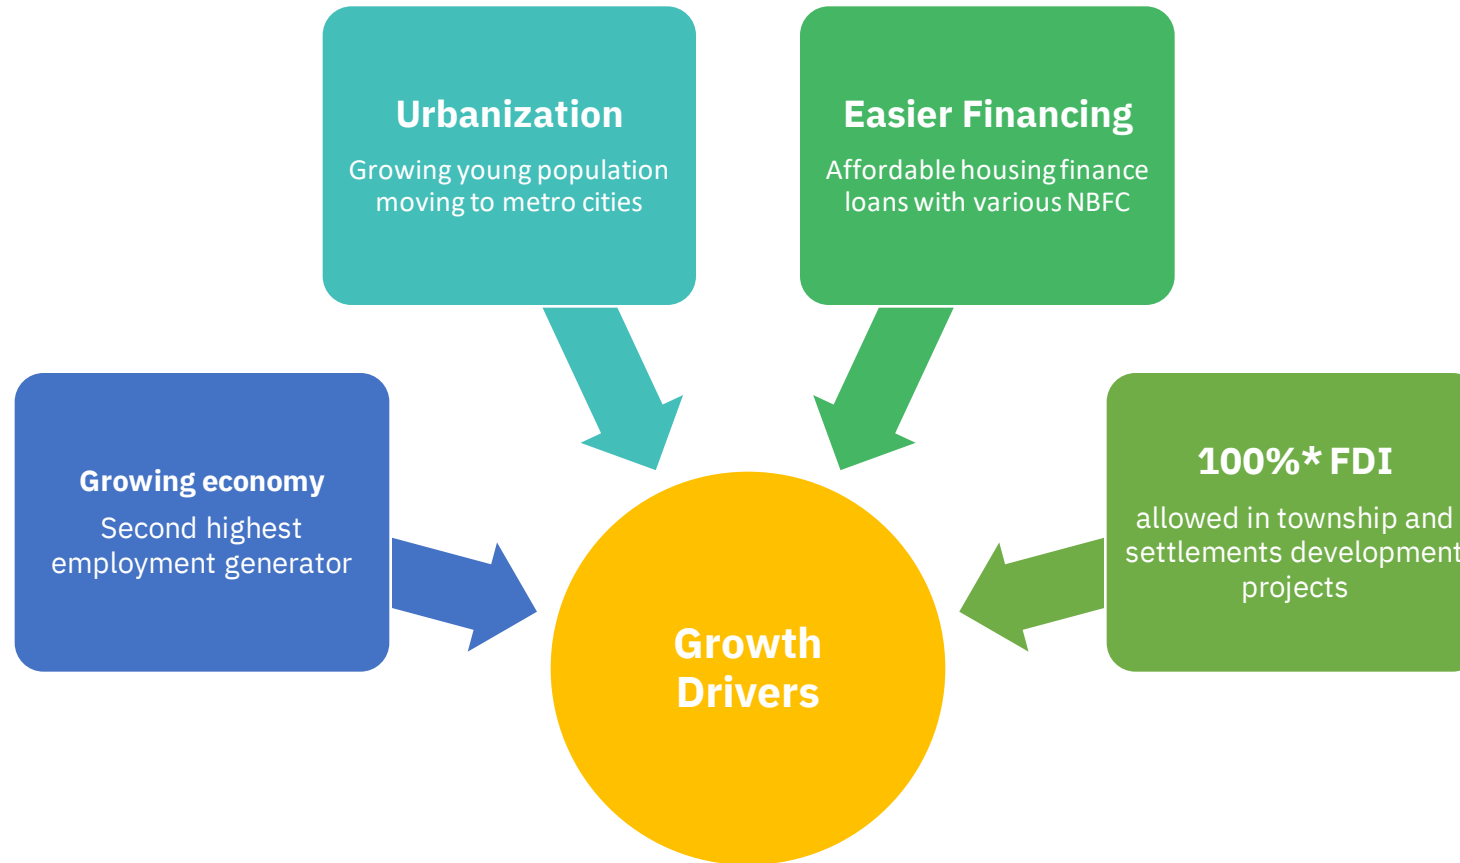 Urbanization
Growing young population
moving to metro cities
Easier Financing
Affordable housing finance
loans with various NBFC
Growing economy
Second highest
employment generator
100%* FDI
allowed in township and
settlements development
projects
Growth
Drivers